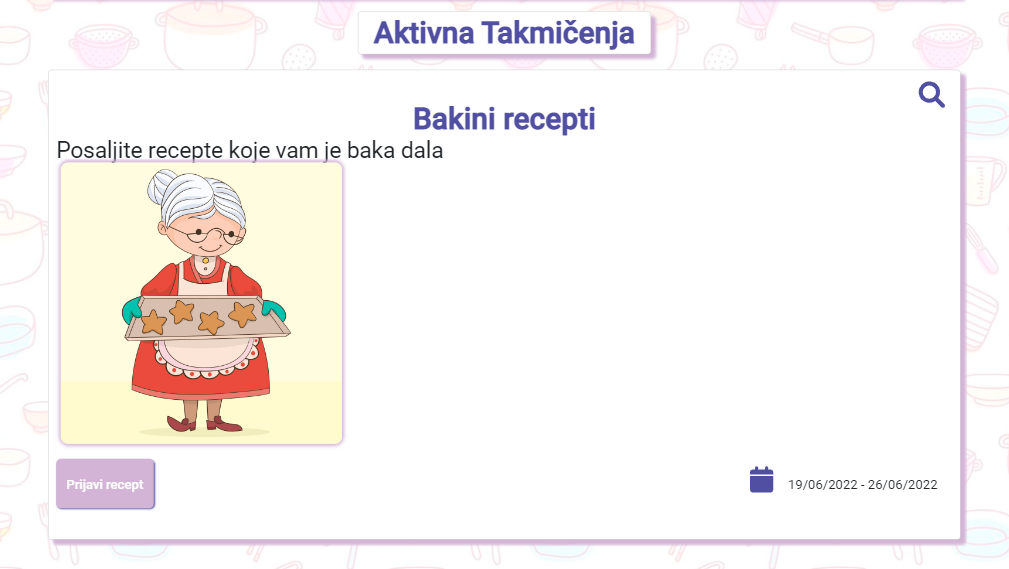 Aktivna Takmičenja
Bakini recepti
Posaljite recepte koje vam je baka dala
Prijavi recept
19/06/2022 - 26/06/2022